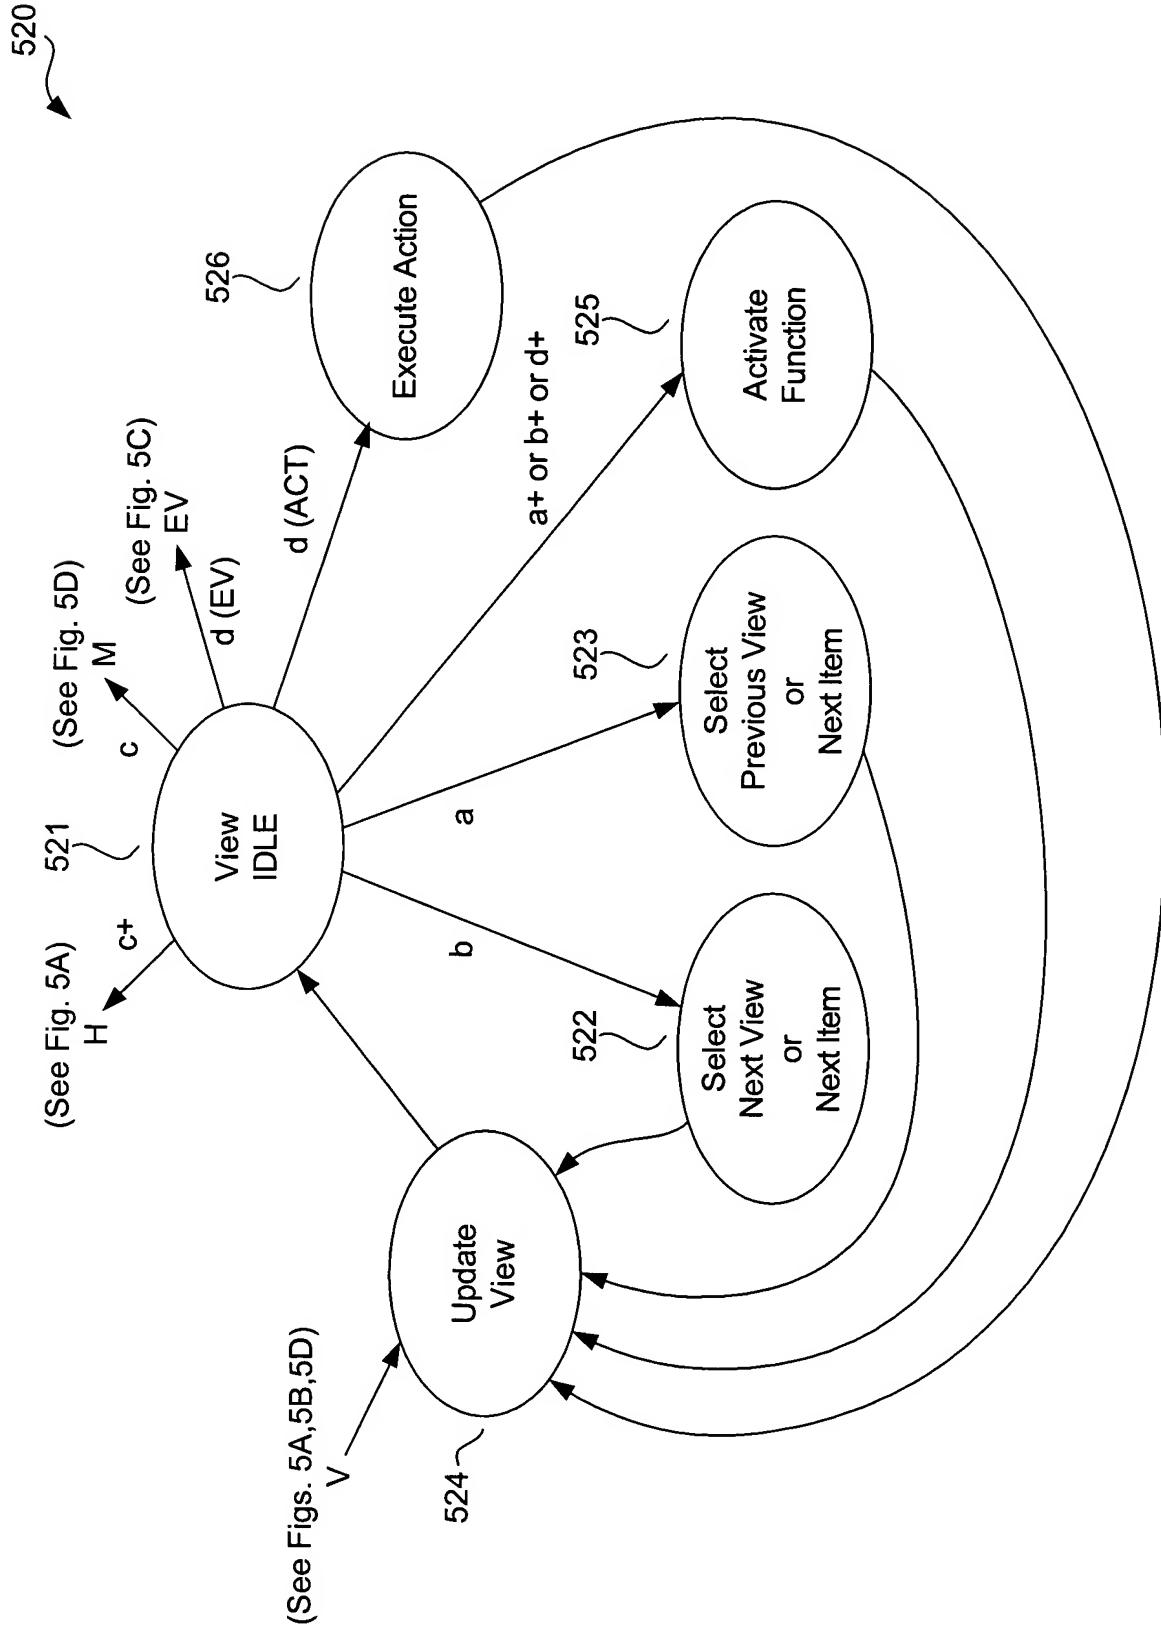 520
(See Fig. 5A)
H
c+
521
View
IDLE
(See Fig. 5D)
M
c
(See Fig. 5C)
EV
d (EV)
d (ACT)
526
Execute Action
a+ or b+ or d+
525
Activate
Function
a
523
Select
Previous View
or
Next Item
b
522
Select
Next View
or
Next Item
(See Figs. 5A,5B,5D)
V
524
Update
View